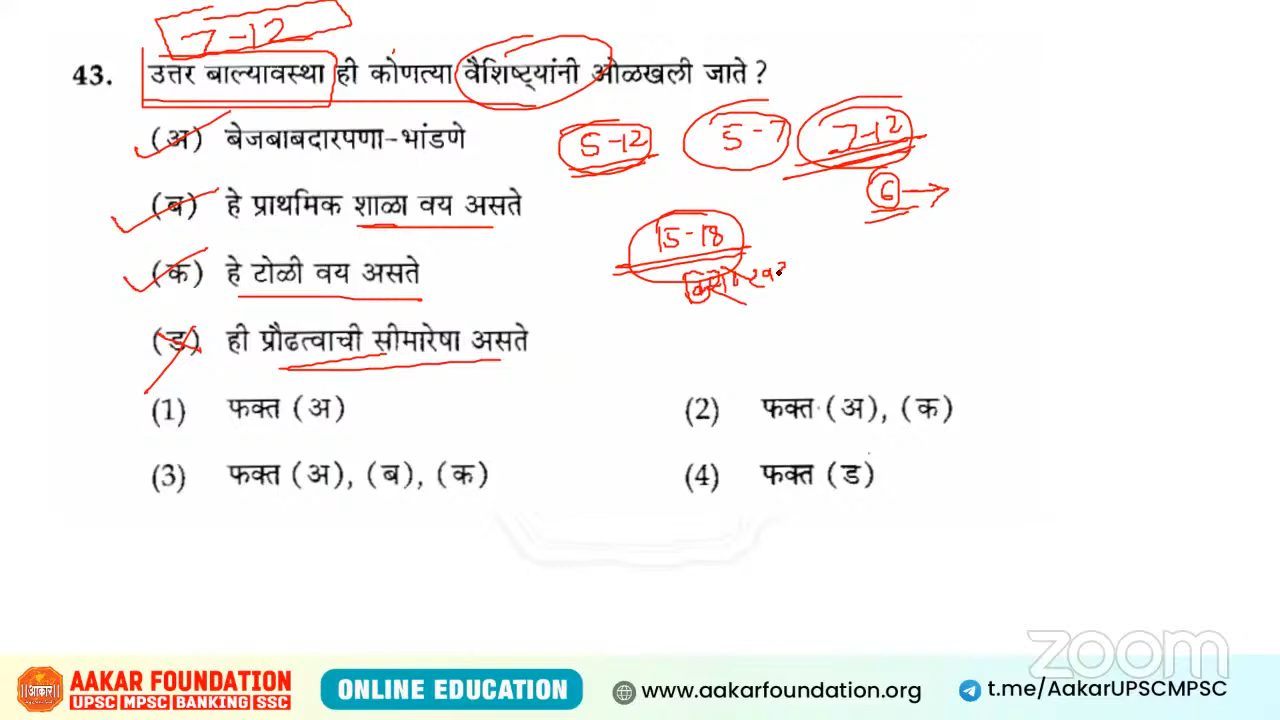 7-12
43. उत्तर बाल्यावस्था ही कोणत्या वैशिष्ट्यांनी ओळखली जाते ?
(अ) बेजबाबदारपणा-भांडणे
5-12 5-7 7-12
6
(ब) हे प्राथमिक शाळा वय असते
15-18
(क) हे टोळी वय असते
(ड) ही प्रौढत्वाची सीमारेषा असते
(1) फक्त (अ) (2) फक्त (अ), (क)
(3) फक्त (अ), (ब), (क) (4) फक्त (ड)
zoom
॥आकार॥ AAKAR FOUNDATION
UPSC MPSC BANKING SSC
ONLINE EDUCATION
www.aakarfoundation.org
t.me/AakarUPSCMPSC